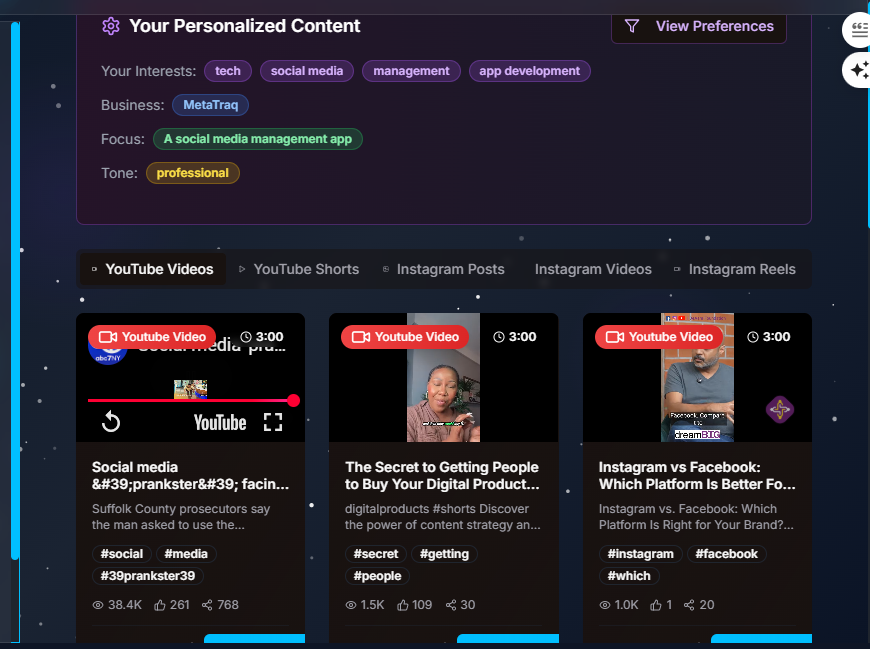 Your Personalized Content
View Preferences
Your Interests: tech social media management app development
Business: MetaTraq
Focus: A social media management app
Tone: professional
YouTube Videos YouTube Shorts Instagram Posts Instagram Videos Instagram Reels
Youtube Video 3:00
abc7NY
YouTube
Social media
&#39;prankster&#39; facin...
Suffolk County prosecutors say
the man asked to use the...
#social #media
#39prankster39
38.4K 261 768
Youtube Video 3:00
The Secret to Getting People
to Buy Your Digital Product...
digitalproducts #shorts Discover
the power of content strategy an...
#secret #getting
#people
1.5K 109 30
Youtube Video 3:00
Facebook, Compare
dreamBIG
Instagram vs Facebook:
Which Platform Is Better Fo...
Instagram vs. Facebook: Which
Platform Is Right for Your Brand?...
#instagram #facebook
#which
1.0K 1 20